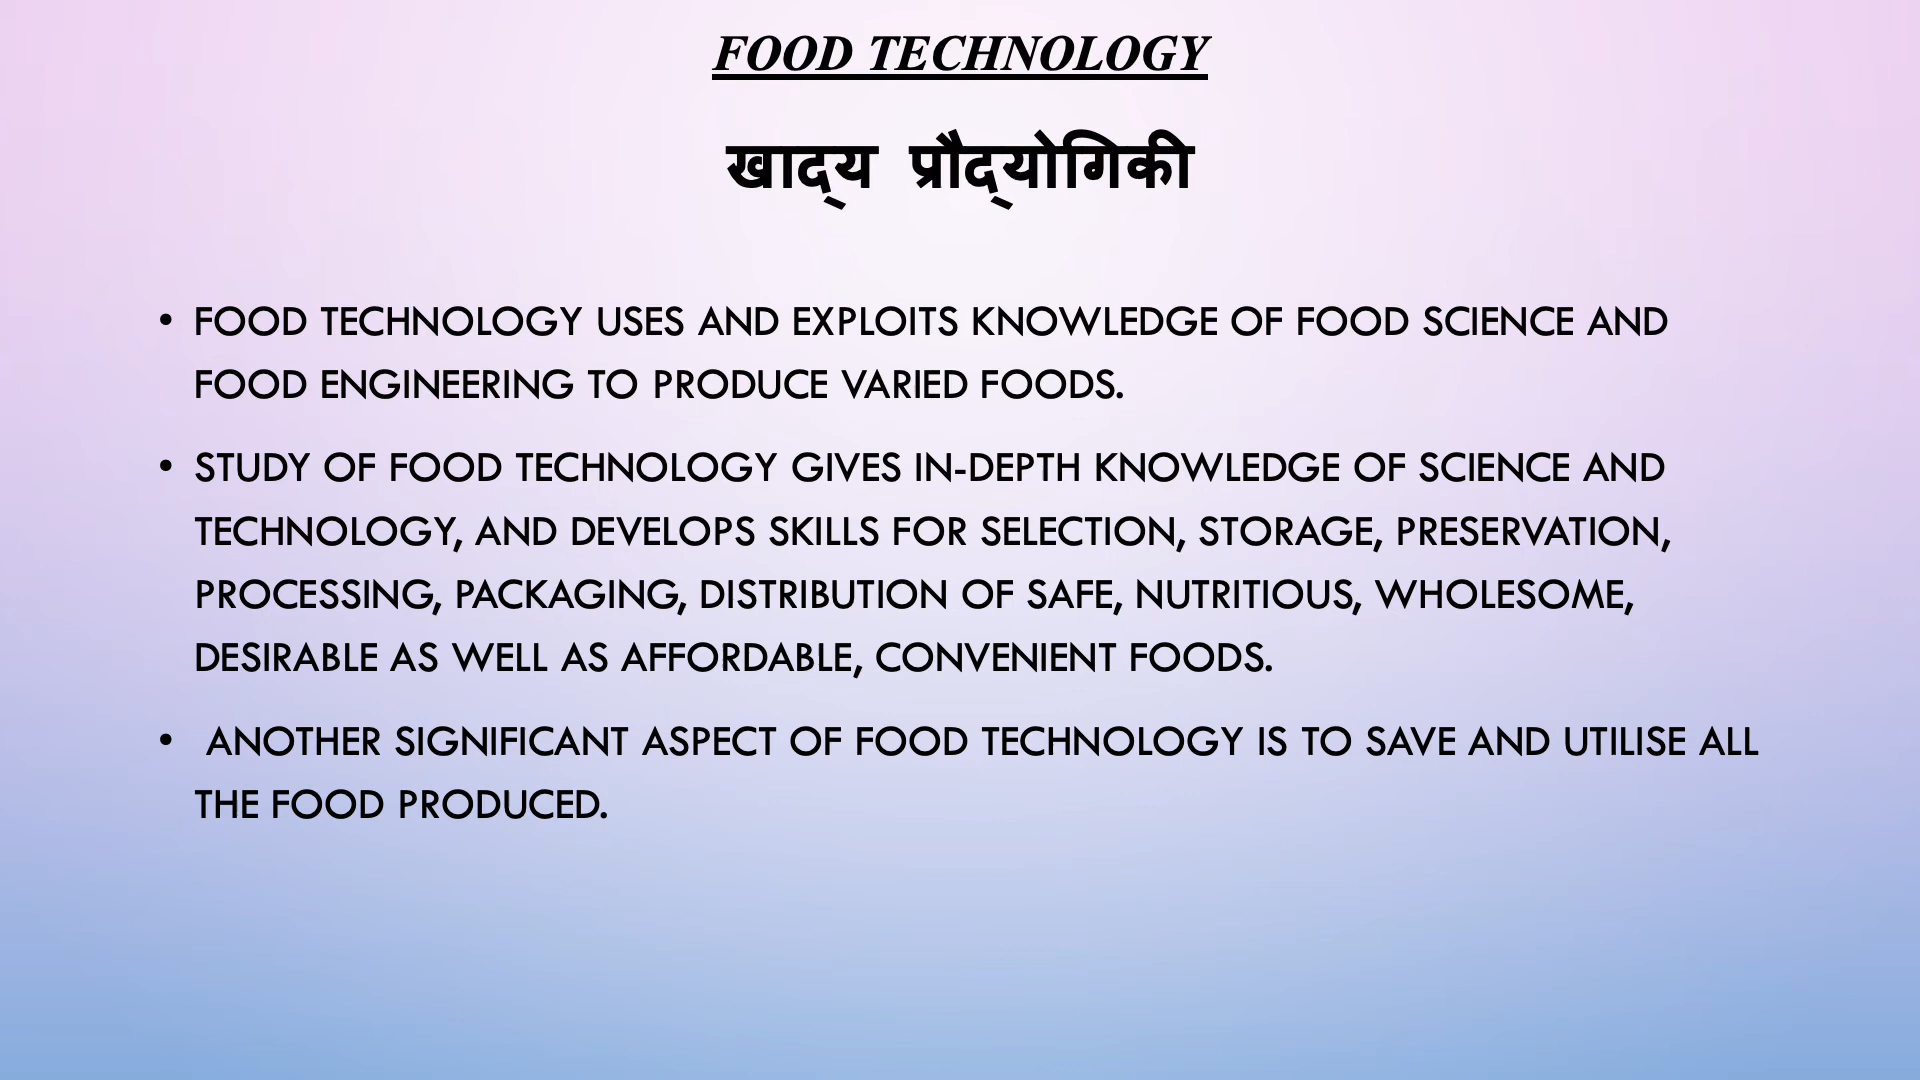 FOOD TECHNOLOGY
खाद्य प्रौद्योगिकी
• FOOD TECHNOLOGY USES AND EXPLOITS KNOWLEDGE OF FOOD SCIENCE AND
FOOD ENGINEERING TO PRODUCE VARIED FOODS.
• STUDY OF FOOD TECHNOLOGY GIVES IN-DEPTH KNOWLEDGE OF SCIENCE AND
TECHNOLOGY, AND DEVELOPS SKILLS FOR SELECTION, STORAGE, PRESERVATION,
PROCESSING, PACKAGING, DISTRIBUTION OF SAFE, NUTRITIOUS, WHOLESOME,
DESIRABLE AS WELL AS AFFORDABLE, CONVENIENT FOODS.
• ANOTHER SIGNIFICANT ASPECT OF FOOD TECHNOLOGY IS TO SAVE AND UTILISE ALL
THE FOOD PRODUCED.